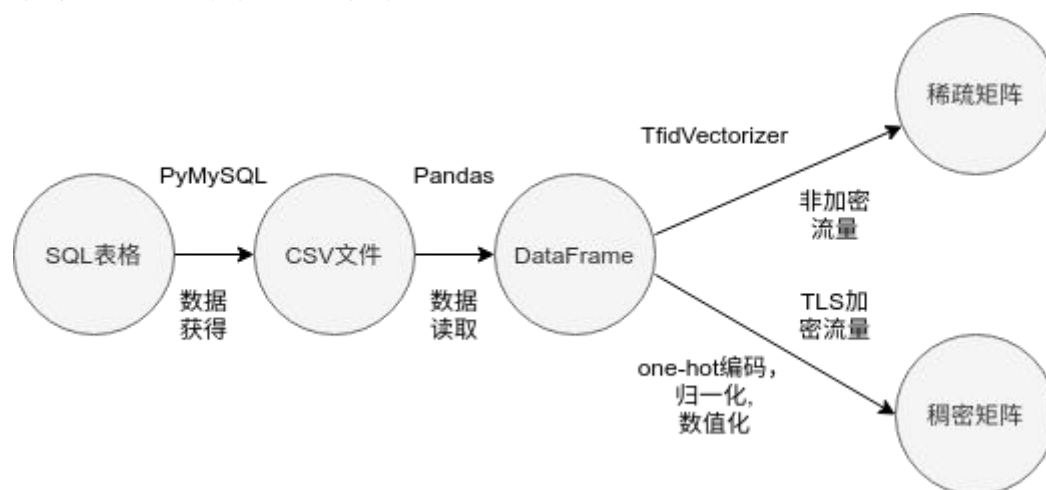 稀疏矩阵
TfidVectorizer
PyMySQL
Pandas
非加密
流量
SQL表格
CSV文件
DataFrame
数据
获得
数据
读取
TLS加
密流量
one-hot编码，
归一化,
数值化
稠密矩阵